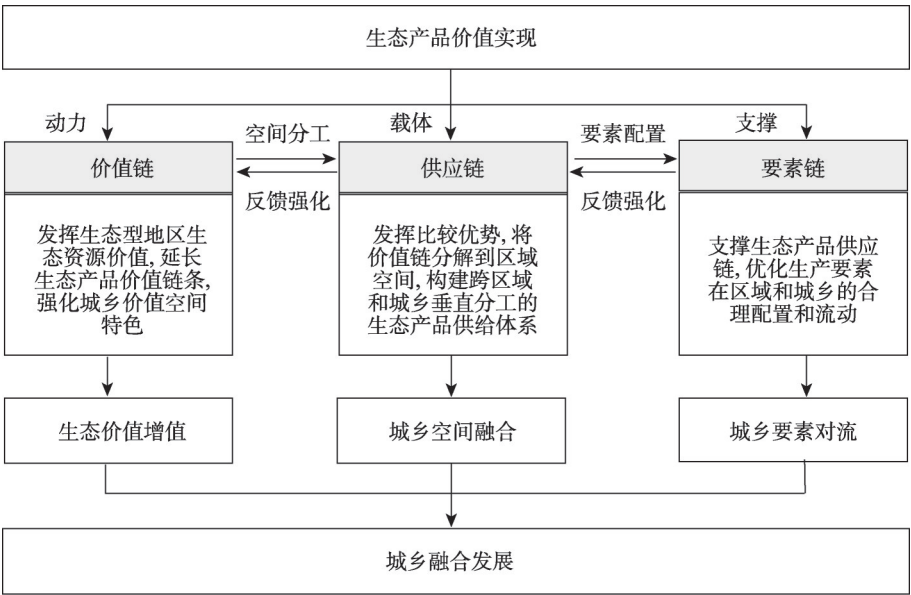 生态产品价值实现
动力
载体
支撑
空间分工
要素配置
价值链
供应链
要素链
反馈强化
反馈强化
发挥生态型地区生
态资源价值, 延长
生态产品价值链条,
强化城乡价值空间
特色
发挥比较优势, 将
价值链分解到区域
空间, 构建跨区域
和城乡垂直分工的
生态产品供给体系
支撑生态产品供应
链, 优化生产要素
在区域和城乡的合
理配置和流动
生态价值增值
城乡空间融合
城乡要素对流
城乡融合发展